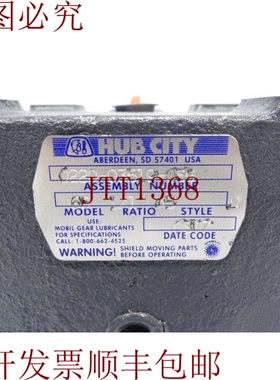 图必究
HUB CITY
ABERDEEN, SD 57401 USA
ASSEMBLY NUMBER
JTI1568
MODEL RATIO STYLE
USE:
MOBIL GEAR LUBRICANTS
FOR SPECIFICATIONS
CALL: 1-800-662-4525
DATE CODE
WARNING! SHIELD MOVING PARTS
BEFORE OPERATING
开发票顺丰包邮